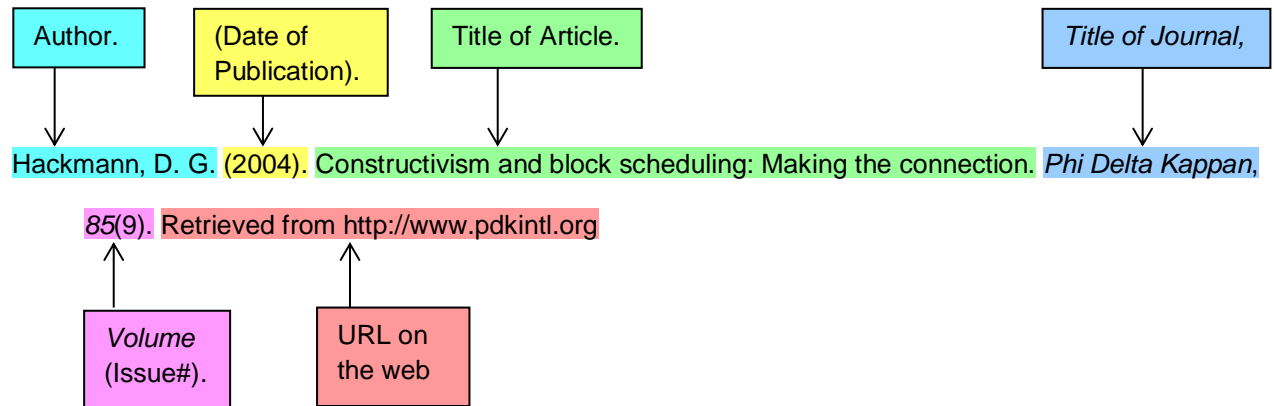 Author.
(Date of
Publication).
Title of Article.
Title of Journal,
Hackmann, D. G. (2004). Constructivism and block scheduling: Making the connection. Phi Delta Kappan,
85(9). Retrieved from http://www.pdkintl.org
Volume
(Issue#).
URL on
the web